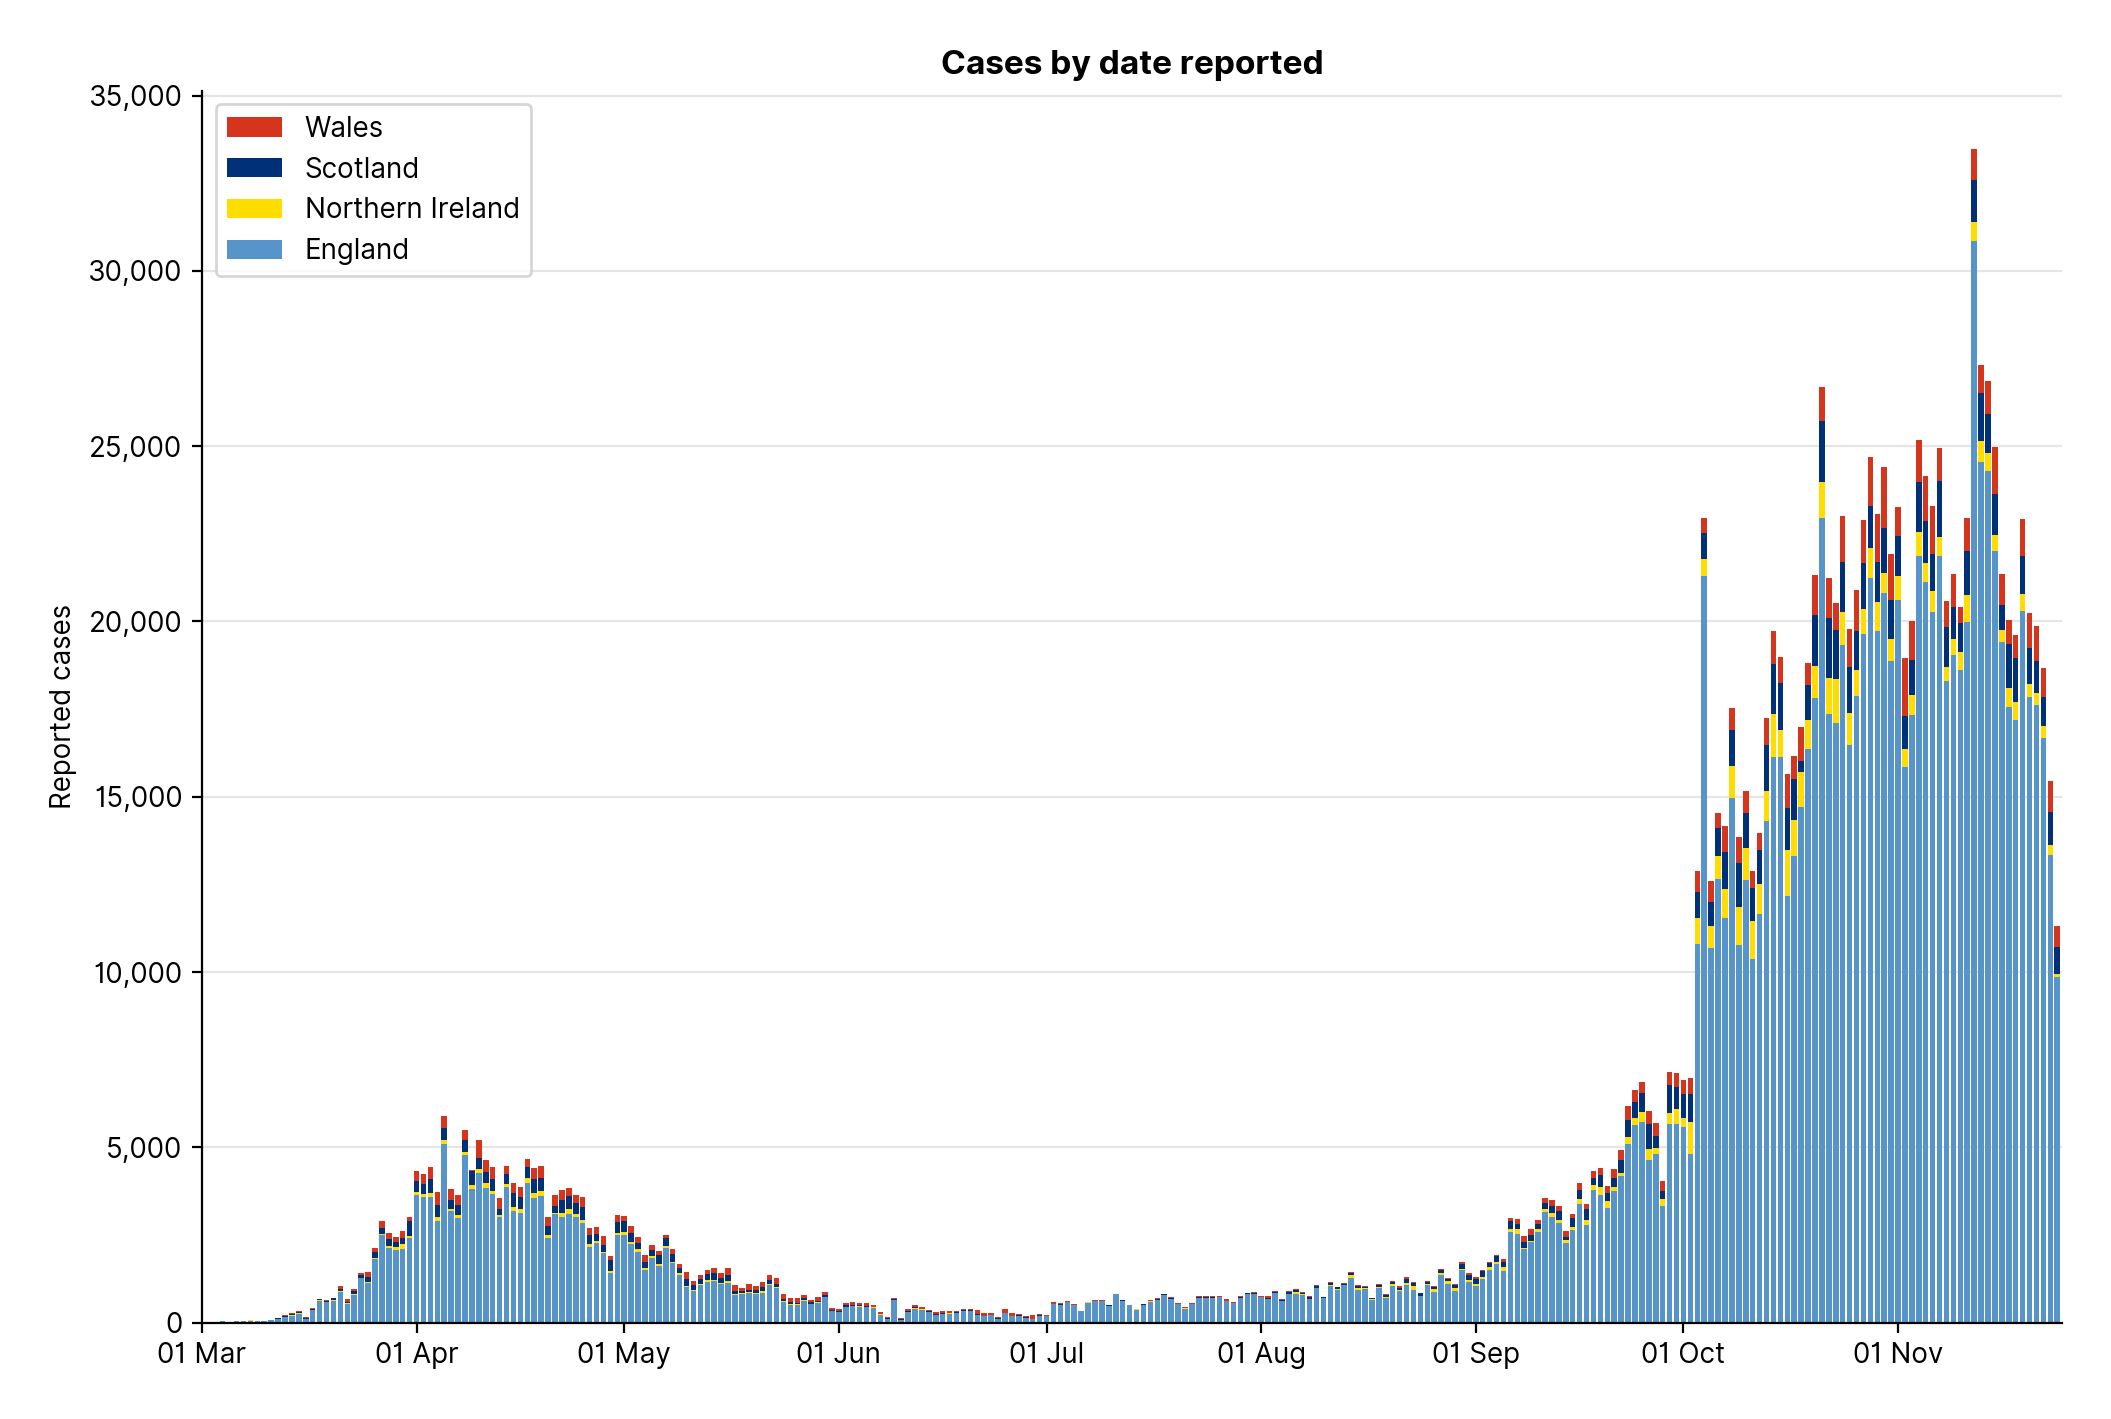 Cases by date reported
35,000
30,000
25,000
20,000
15,000
10,000
5,000
0
Reported cases
Wales
Scotland
Northern Ireland
England
01 Mar
01 Apr
01 May
01 Jun
01 Jul
01 Aug
01 Sep
01 Oct
01 Nov